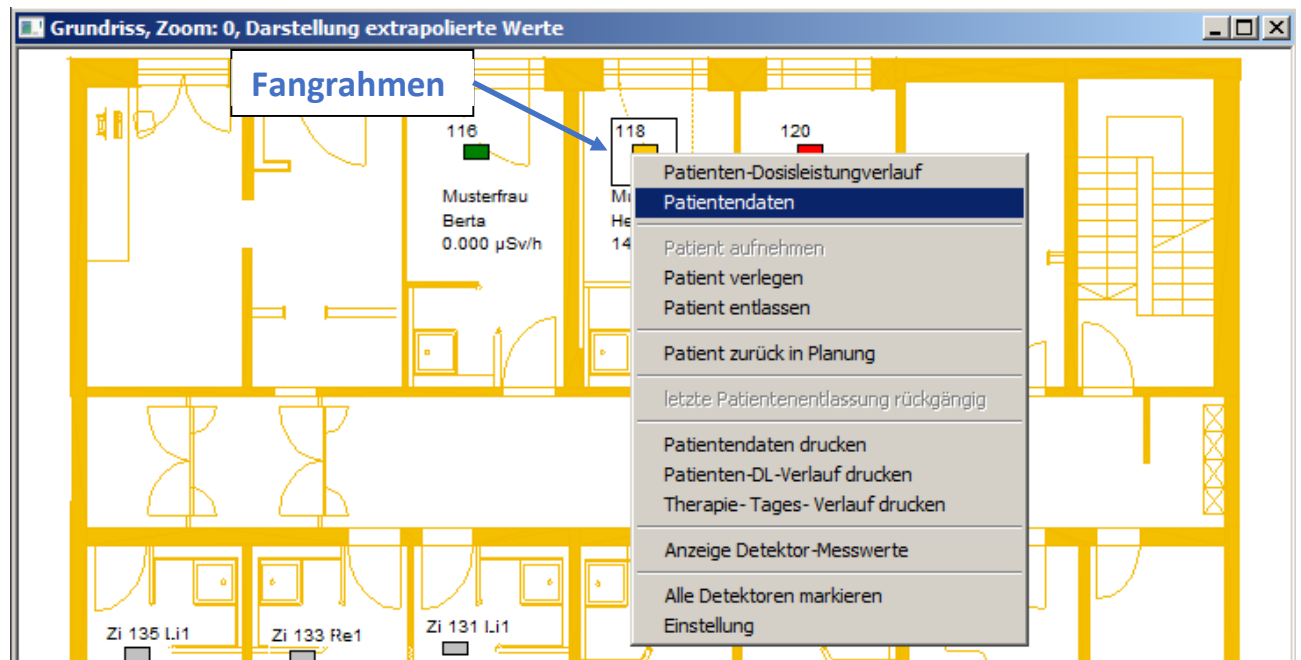 Grundriss, Zoom: 0, Darstellung extrapolierte Werte
Fangrahmen
116
118
120
Musterfrau
Berta
0.000 µSv/h
Mu
He
14
Patienten-Dosisleistungverlauf
Patientendaten
Patient aufnehmen
Patient verlegen
Patient entlassen
Patient zurück in Planung
letzte Patientenentlassung rückgängig
Patientendaten drucken
Patienten-DL-Verlauf drucken
Therapie- Tages- Verlauf drucken
Anzeige Detektor-Messwerte
Alle Detektoren markieren
Einstellung
Zi 135 Li1
Zi 133 Re1
Zi 131 Li1